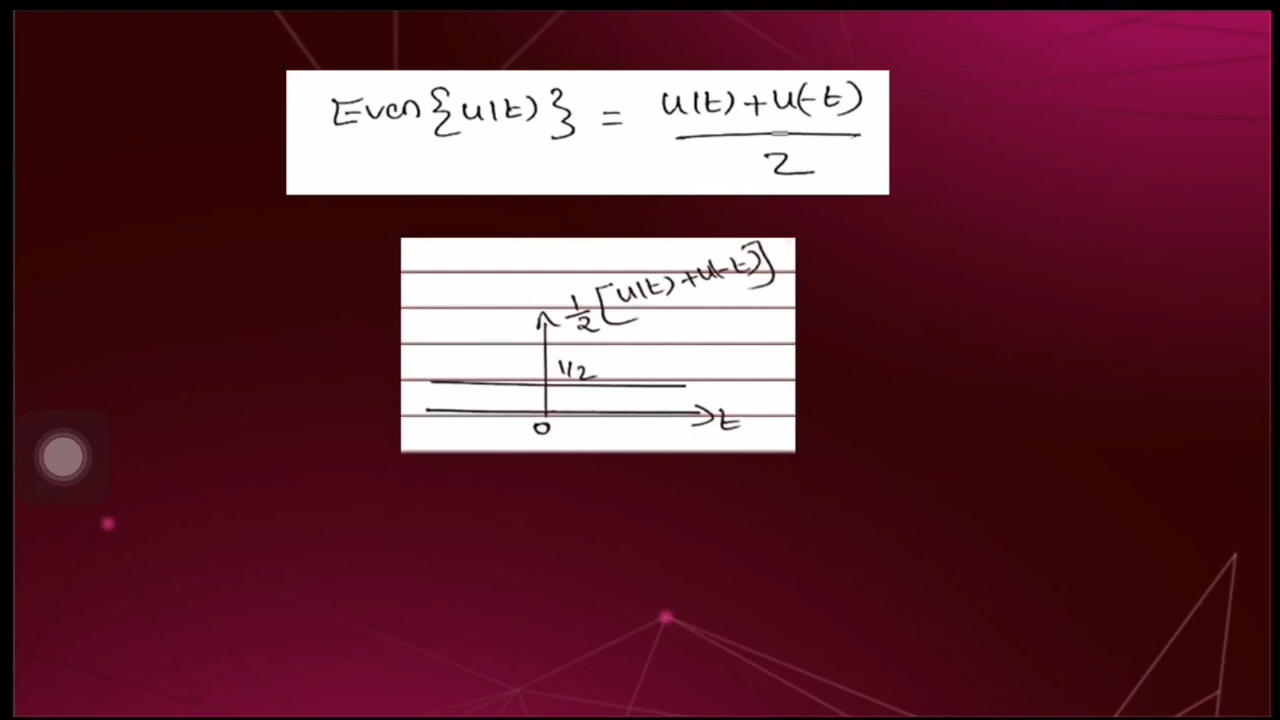 Even{u(t)} = u(t)+u(-t)
2
1/2 [u(t)+u(-t)]
1/2
t
0